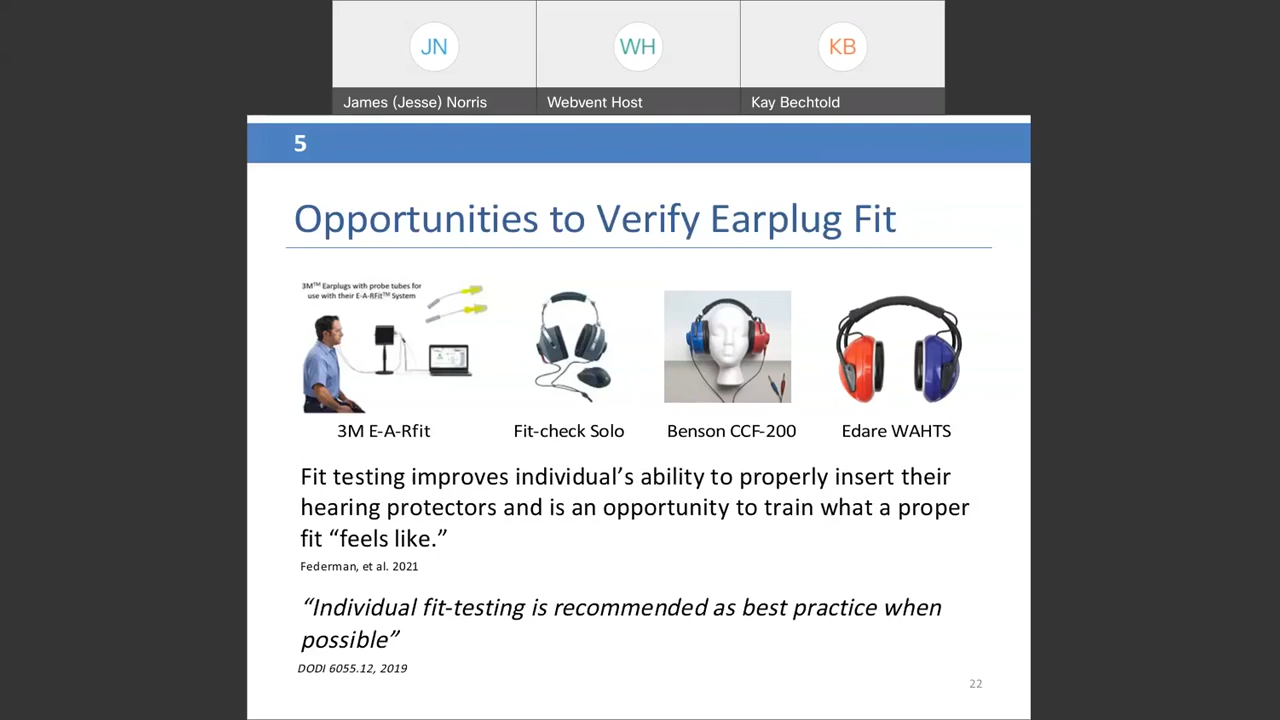 JN
WH
KB
James (Jesse) Norris
Webvent Host
Kay Bechtold
5
Opportunities to Verify Earplug Fit
3M™ Earplugs with probe tubes for
use with their E-A-RFit™ System
3M E-A-Rfit
Fit-check Solo
Benson CCF-200
Edare WAHTS
Fit testing improves individual’s ability to properly insert their
hearing protectors and is an opportunity to train what a proper
fit “feels like.”
Federman, et al. 2021
“Individual fit-testing is recommended as best practice when
possible”
DODI 6055.12, 2019
22